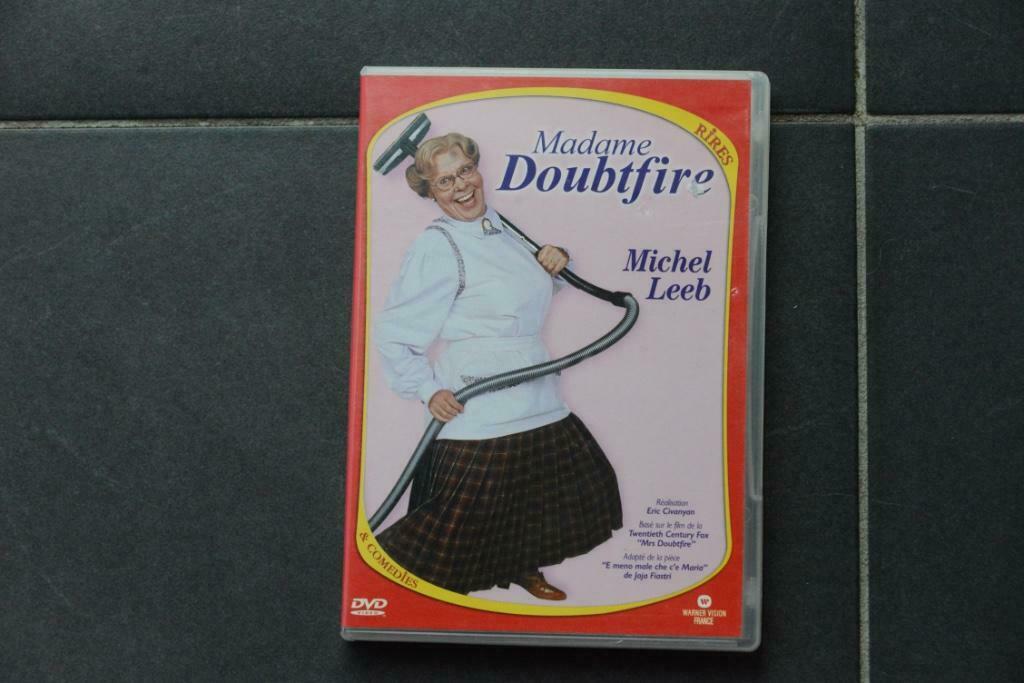 Madame
Doubtfire
RIRES
Michel
Leeb
Réalisation
Eric Civanyan
Basé sur le film de la
Twentieth Century Fox
"Mrs Doubtfire"
Adapté de la pièce
"E meno male che c'e Maria"
de Jaja Fiastri
& COMEDIES
DVD
VIDEO
WARNER VISION
FRANCE